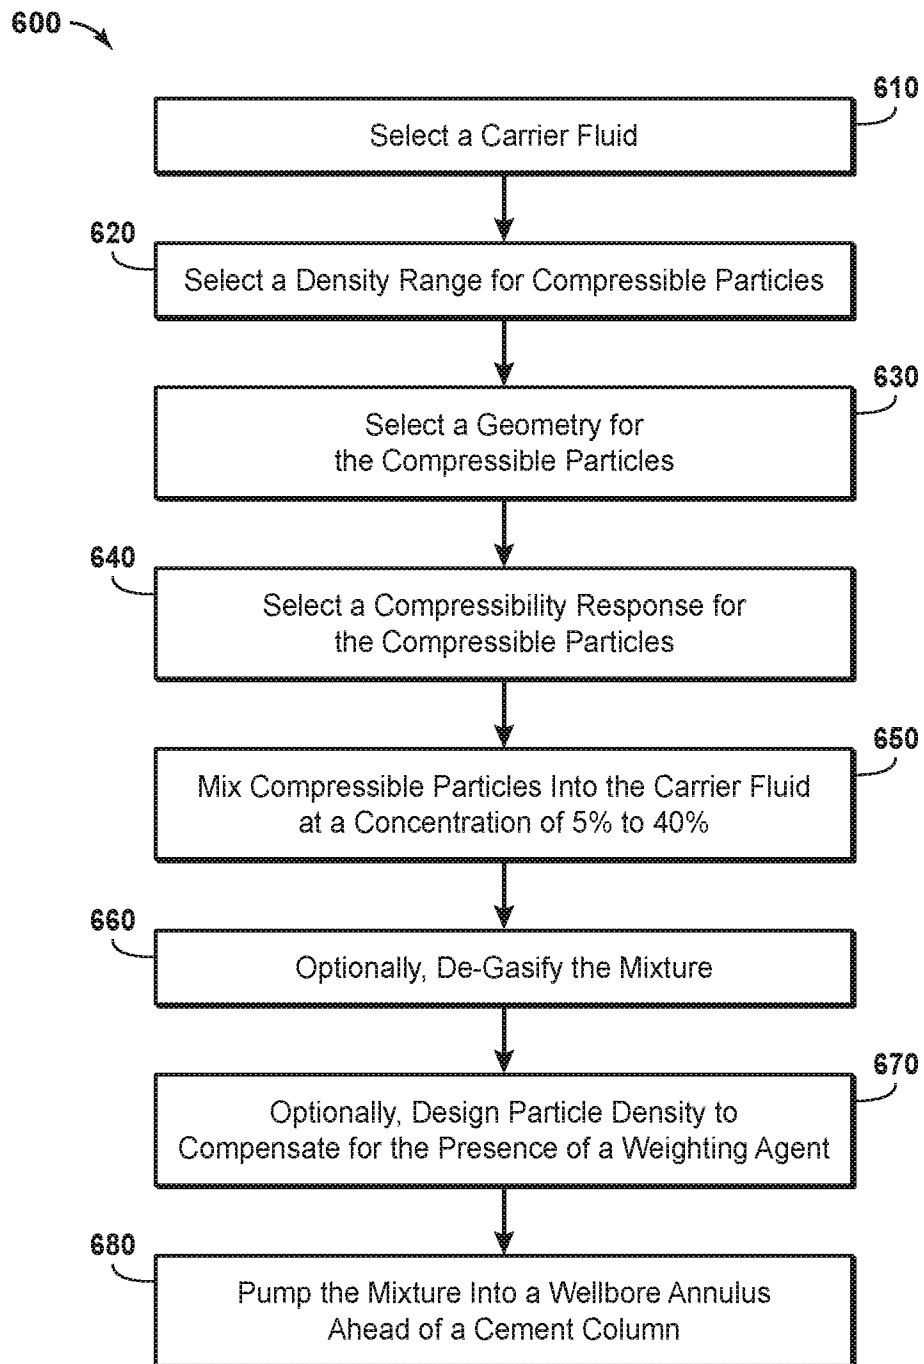 600
610
Select a Carrier Fluid
620
Select a Density Range for Compressible Particles
630
Select a Geometry for
the Compressible Particles
640
Select a Compressibility Response for
the Compressible Particles
650
Mix Compressible Particles Into the Carrier Fluid
at a Concentration of 5% to 40%
660
Optionally, De-Gasify the Mixture
670
Optionally, Design Particle Density to
Compensate for the Presence of a Weighting Agent
680
Pump the Mixture Into a Wellbore Annulus
Ahead of a Cement Column